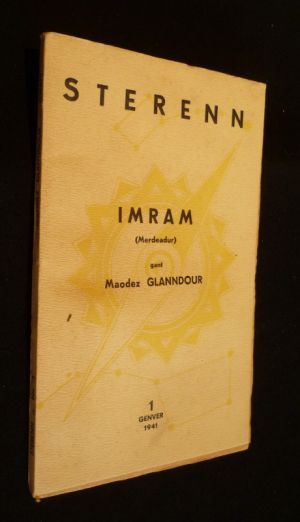 STERENN
IMRAM
(Merdeadur)
gant
Maodez GLANNDOUR
1
GENVER
1941